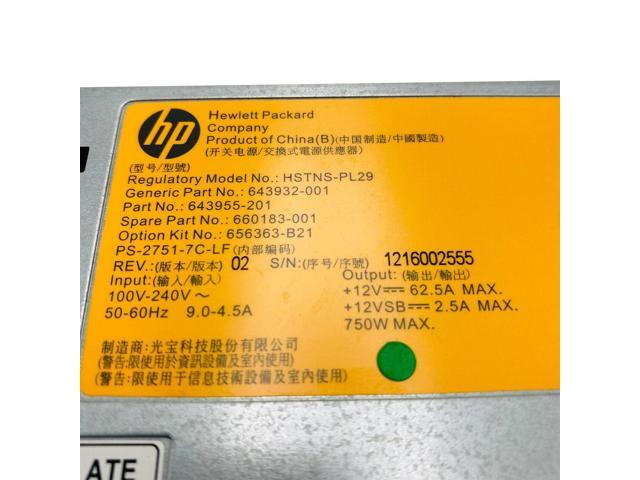 hp
Hewlett Packard
Company
Product of China(B)(中国制造/中國製造)
(开关电源/交換式電源供應器)
(型号/型號)
Regulatory Model No.: HSTNS-PL29
Generic Part No.: 643932-001
Part No.: 643955-201
Spare Part No.: 660183-001
Option Kit No.: 656363-B21
PS-2751-7C-LF(内部编码)
REV.:(版本/版本) 02 S/N:(序号/序號) 1216002555
Input:(输入/輸入)
100V-240V ~
50-60Hz 9.0-4.5A
Output: (输出/輸出)
+12V⎓ 62.5A MAX.
+12VSB⎓ 2.5A MAX.
750W MAX.
制造商:光宝科技股份有限公司
(警告:限使用于信息技术设备及室內使用)
(警告:限使用于信息技術設備及室內使用)
ATE